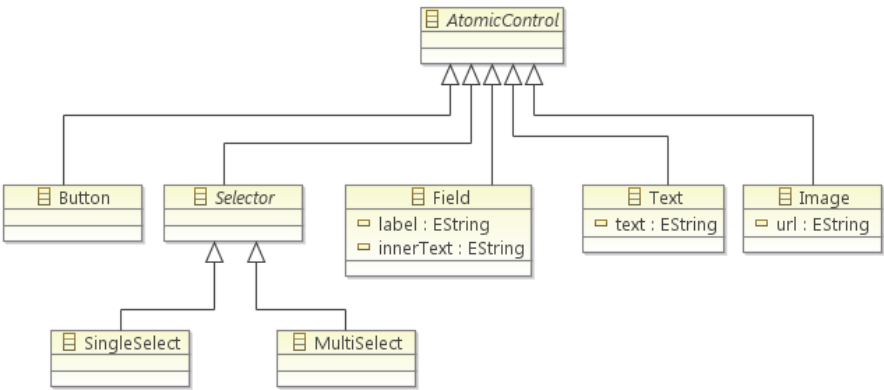 AtomicControl
Button
Selector
Field
label : EString
innerText : EString
Text
text : EString
Image
url : EString
SingleSelect
MultiSelect